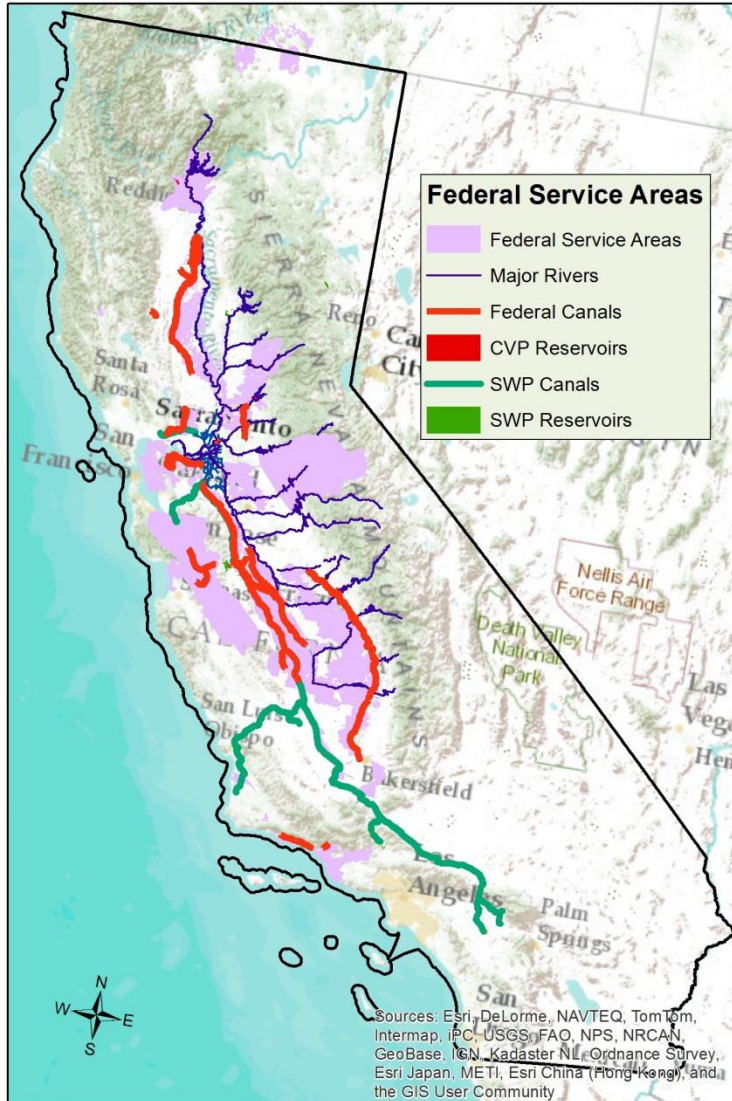 Federal Service Areas
Federal Service Areas
Major Rivers
Federal Canals
CVP Reservoirs
SWP Canals
SWP Reservoirs
SIERRA NEVADA
Reno
City
Santa
Rosa
Sacramento
San
Francisco
Nellis Air
Force Range
Death Valley
National
Park
Las
San Luis
Obispo
Bakersfield
Los
Angeles
Palm
Springs
San
N
W E
S
Sources: Esri, DeLorme, NAVTEQ, TomTom,
Intermap, iPC, USGS, FAO, NPS, NRCAN,
GeoBase, IGN, Kadaster NL, Ordnance Survey,
Esri Japan, METI, Esri China (Hong Kong), and
the GIS User Community